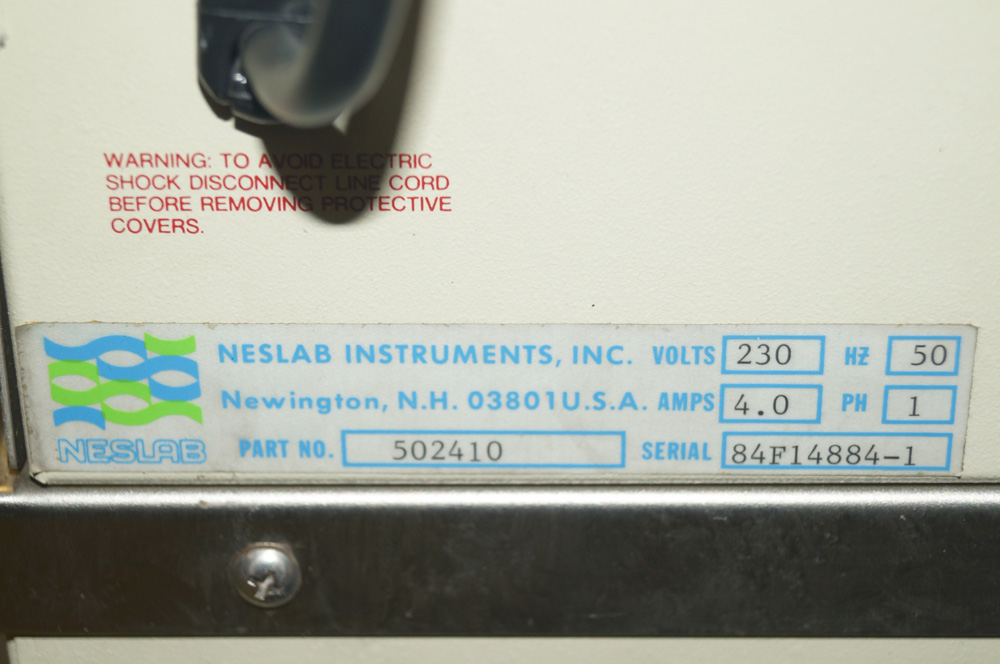 WARNING: TO AVOID ELECTRIC
SHOCK DISCONNECT LINE CORD
BEFORE REMOVING PROTECTIVE
COVERS.
NESLAB INSTRUMENTS, INC. VOLTS 230 HZ 50
Newington, N.H. 03801 U.S.A. AMPS 4.0 PH 1
NESLAB PART NO. 502410 SERIAL 84F14884-1